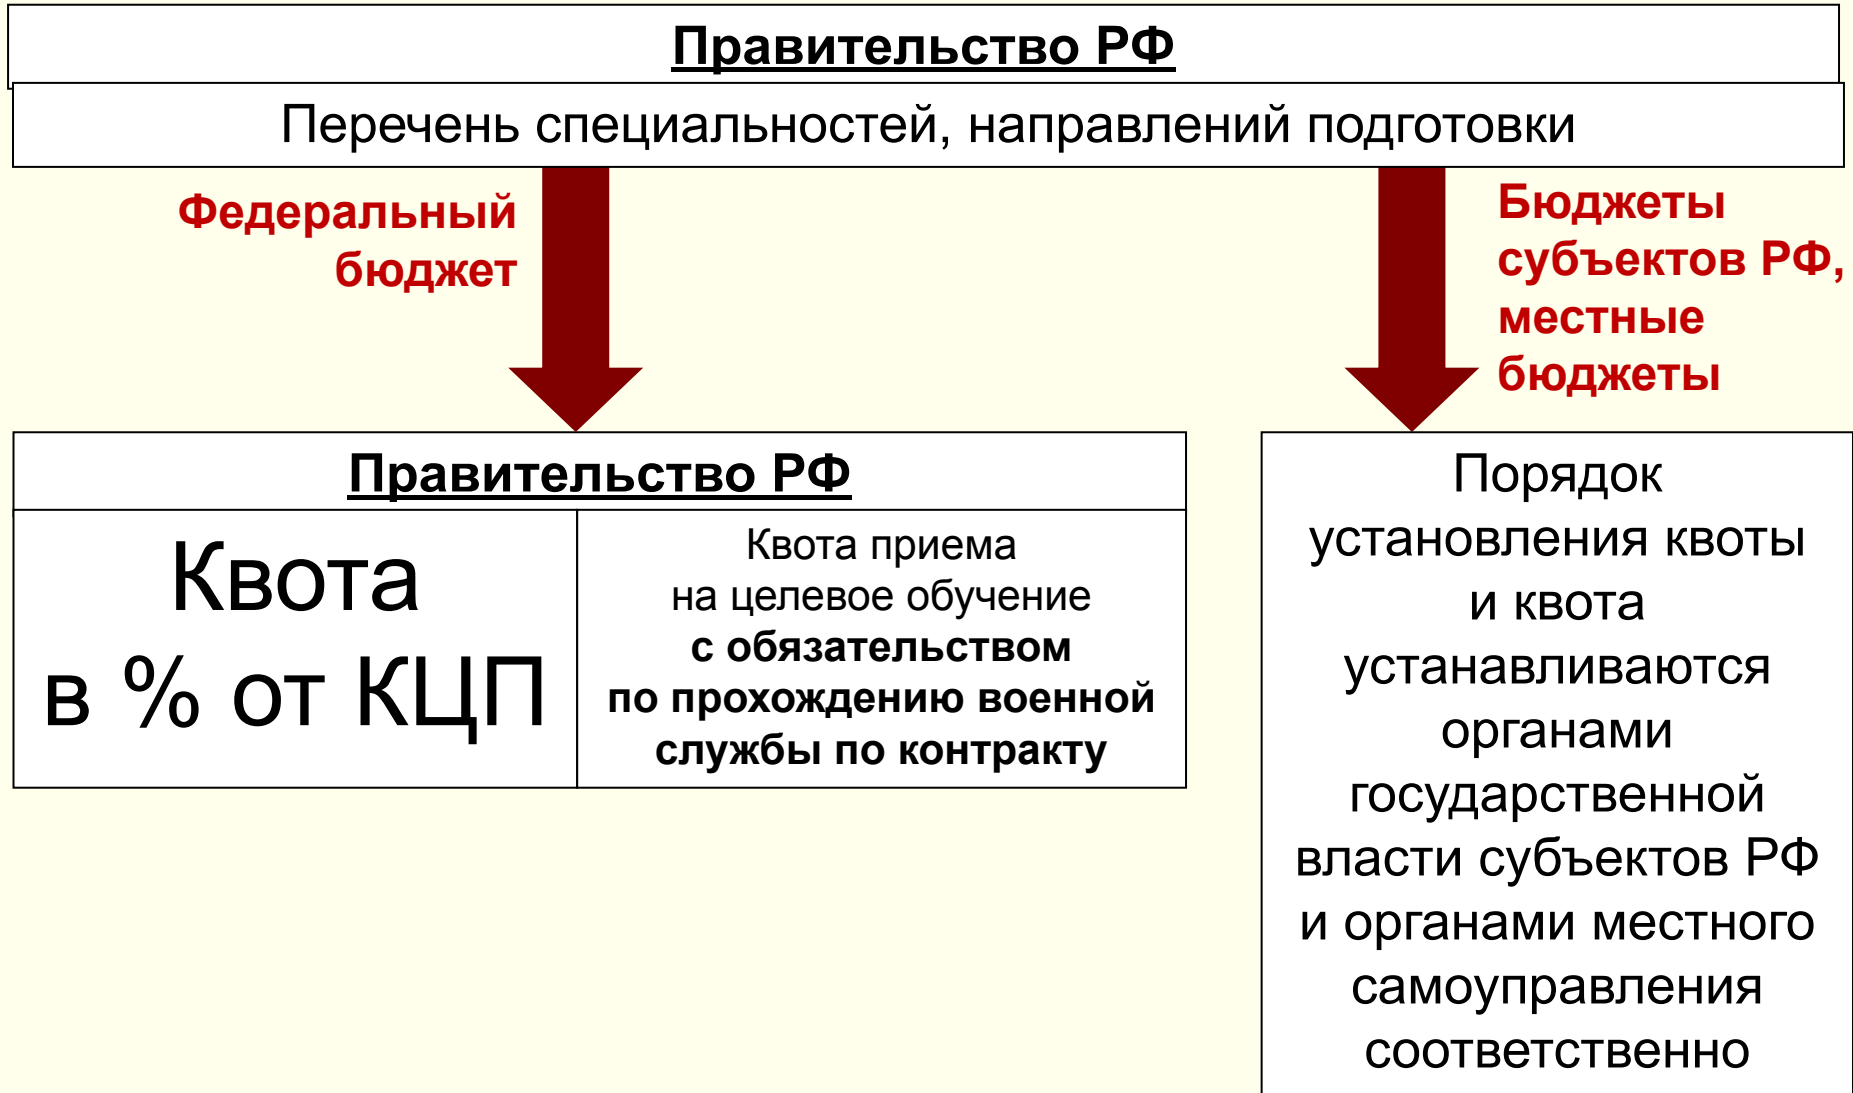 Правительство РФ
Перечень специальностей, направлений подготовки
Федеральный
бюджет
Бюджеты
субъектов РФ,
местные
бюджеты
Правительство РФ
Квота
в % от КЦП
Квота приема
на целевое обучение
с обязательством
по прохождению военной
службы по контракту
Порядок
установления квоты
и квота
устанавливаются
органами
государственной
власти субъектов РФ
и органами местного
самоуправления
соответственно